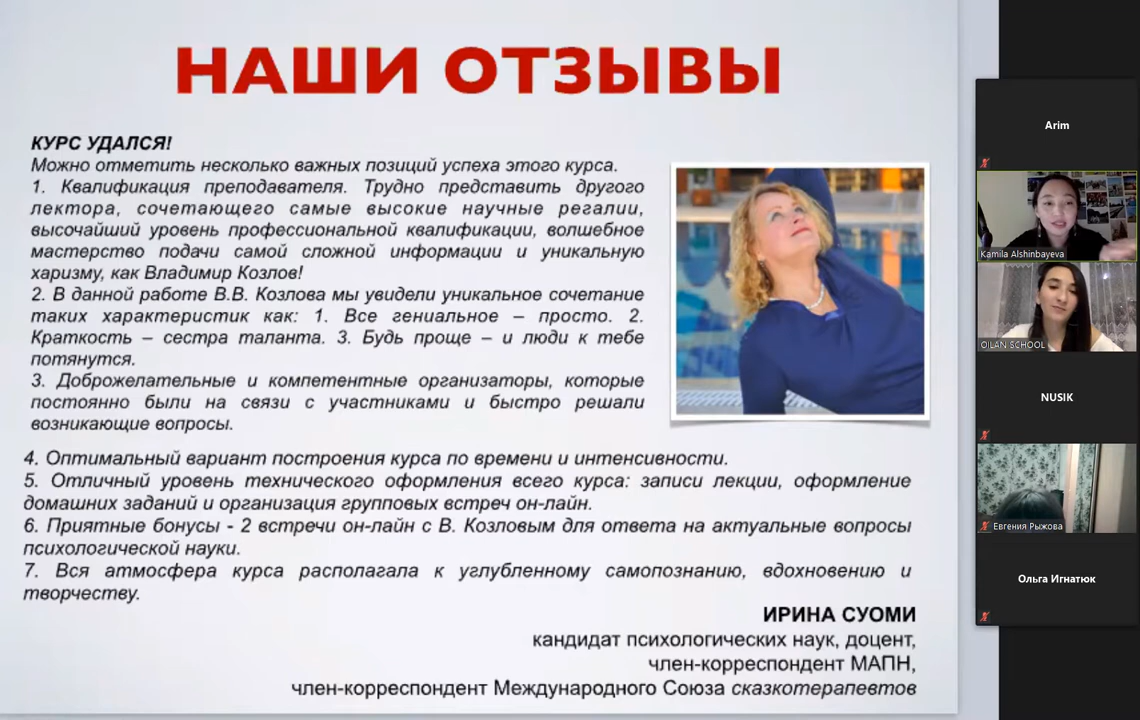 НАШИ ОТЗЫВЫ
КУРС УДАЛСЯ!
Можно отметить несколько важных позиций успеха этого курса.
1. Квалификация преподавателя. Трудно представить другого
лектора, сочетающего самые высокие научные регалии,
высочайший уровень профессиональной квалификации, волшебное
мастерство подачи самой сложной информации и уникальную
харизму, как Владимир Козлов!
2. В данной работе В.В. Козлова мы увидели уникальное сочетание
таких характеристик как: 1. Все гениальное – просто. 2.
Краткость – сестра таланта. 3. Будь проще – и люди к тебе
потянутся.
3. Доброжелательные и компетентные организаторы, которые
постоянно были на связи с участниками и быстро решали
возникающие вопросы.
4. Оптимальный вариант построения курса по времени и интенсивности.
5. Отличный уровень технического оформления всего курса: записи лекции, оформление
домашних заданий и организация групповых встреч он-лайн.
6. Приятные бонусы - 2 встречи он-лайн с В. Козловым для ответа на актуальные вопросы
психологической науки.
7. Вся атмосфера курса располагала к углубленному самопознанию, вдохновению и
творчеству.
ИРИНА СУОМИ
кандидат психологических наук, доцент,
член-корреспондент МАПН,
член-корреспондент Международного Союза сказкотерапевтов
Arim
Kamila Alshinbayeva
OILAN SCHOOL
NUSIK
Евгения Рыжова
Ольга Игнатюк